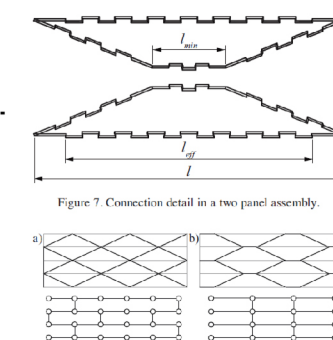 l_min
l_eff
l
Figure 7. Connection detail in a two panel assembly.
a) b)